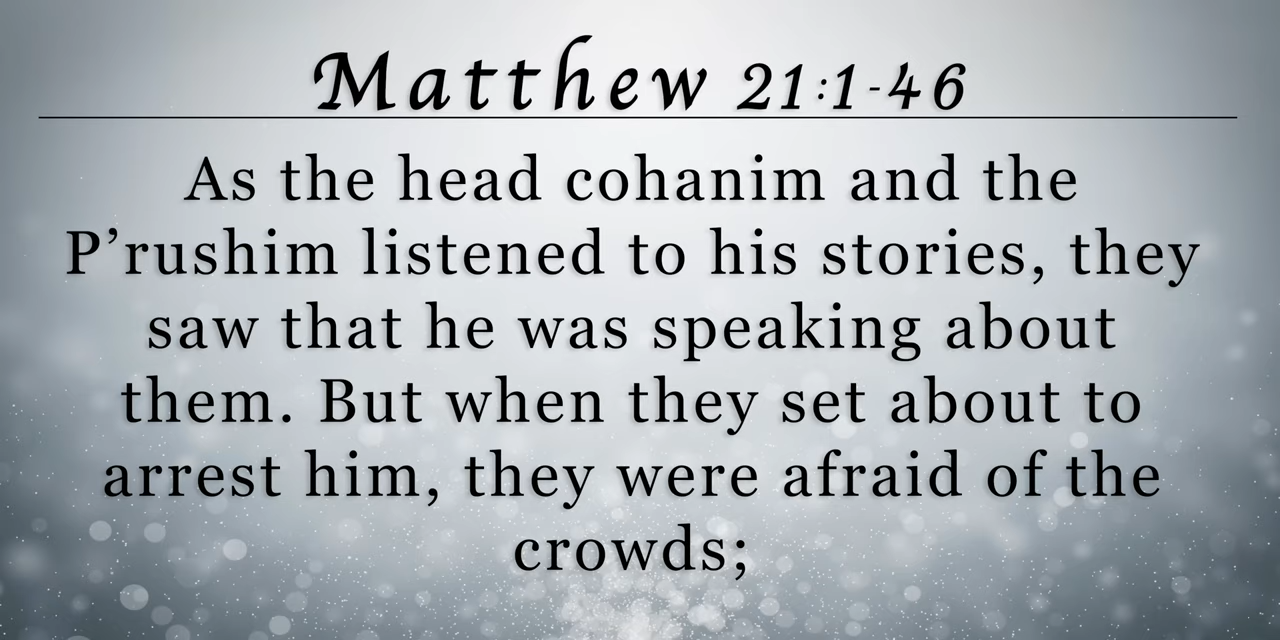 Matthew 21:1-46
As the head cohanim and the
P’rushim listened to his stories, they
saw that he was speaking about
them. But when they set about to
arrest him, they were afraid of the
crowds;